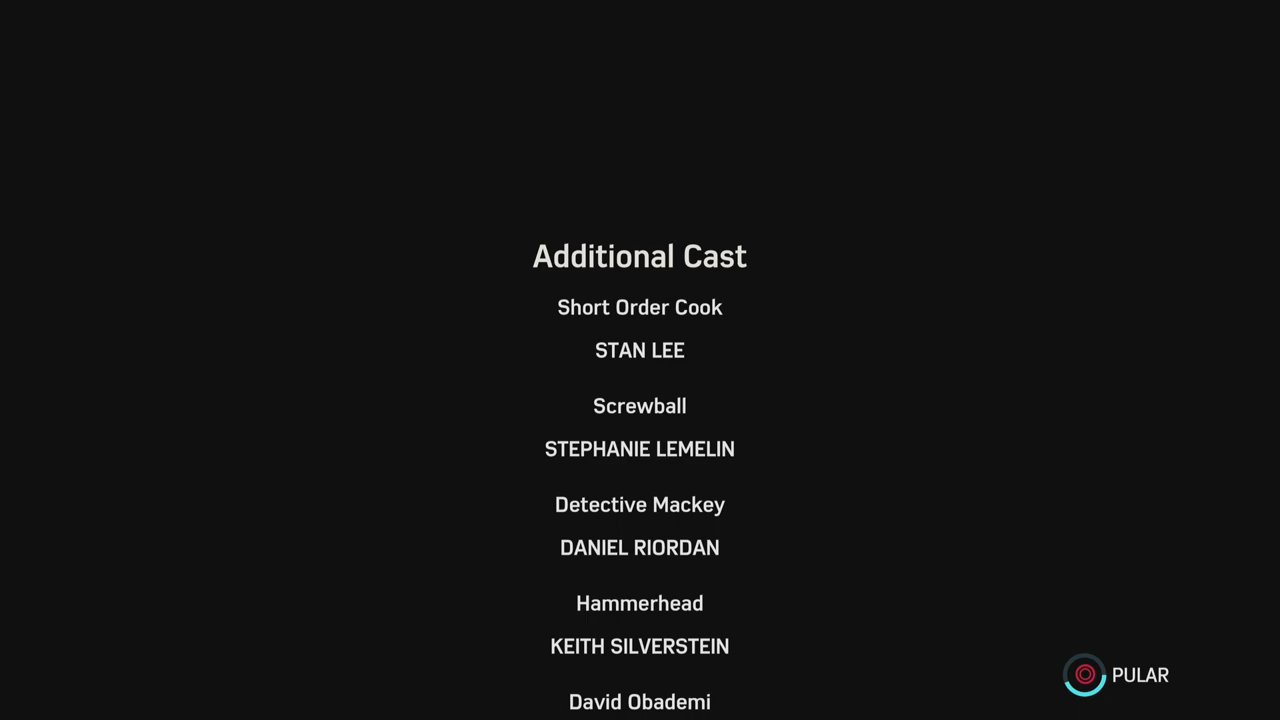 Additional Cast
Short Order Cook
STAN LEE
Screwball
STEPHANIE LEMELIN
Detective Mackey
DANIEL RIORDAN
Hammerhead
KEITH SILVERSTEIN
PULAR
David Obademi